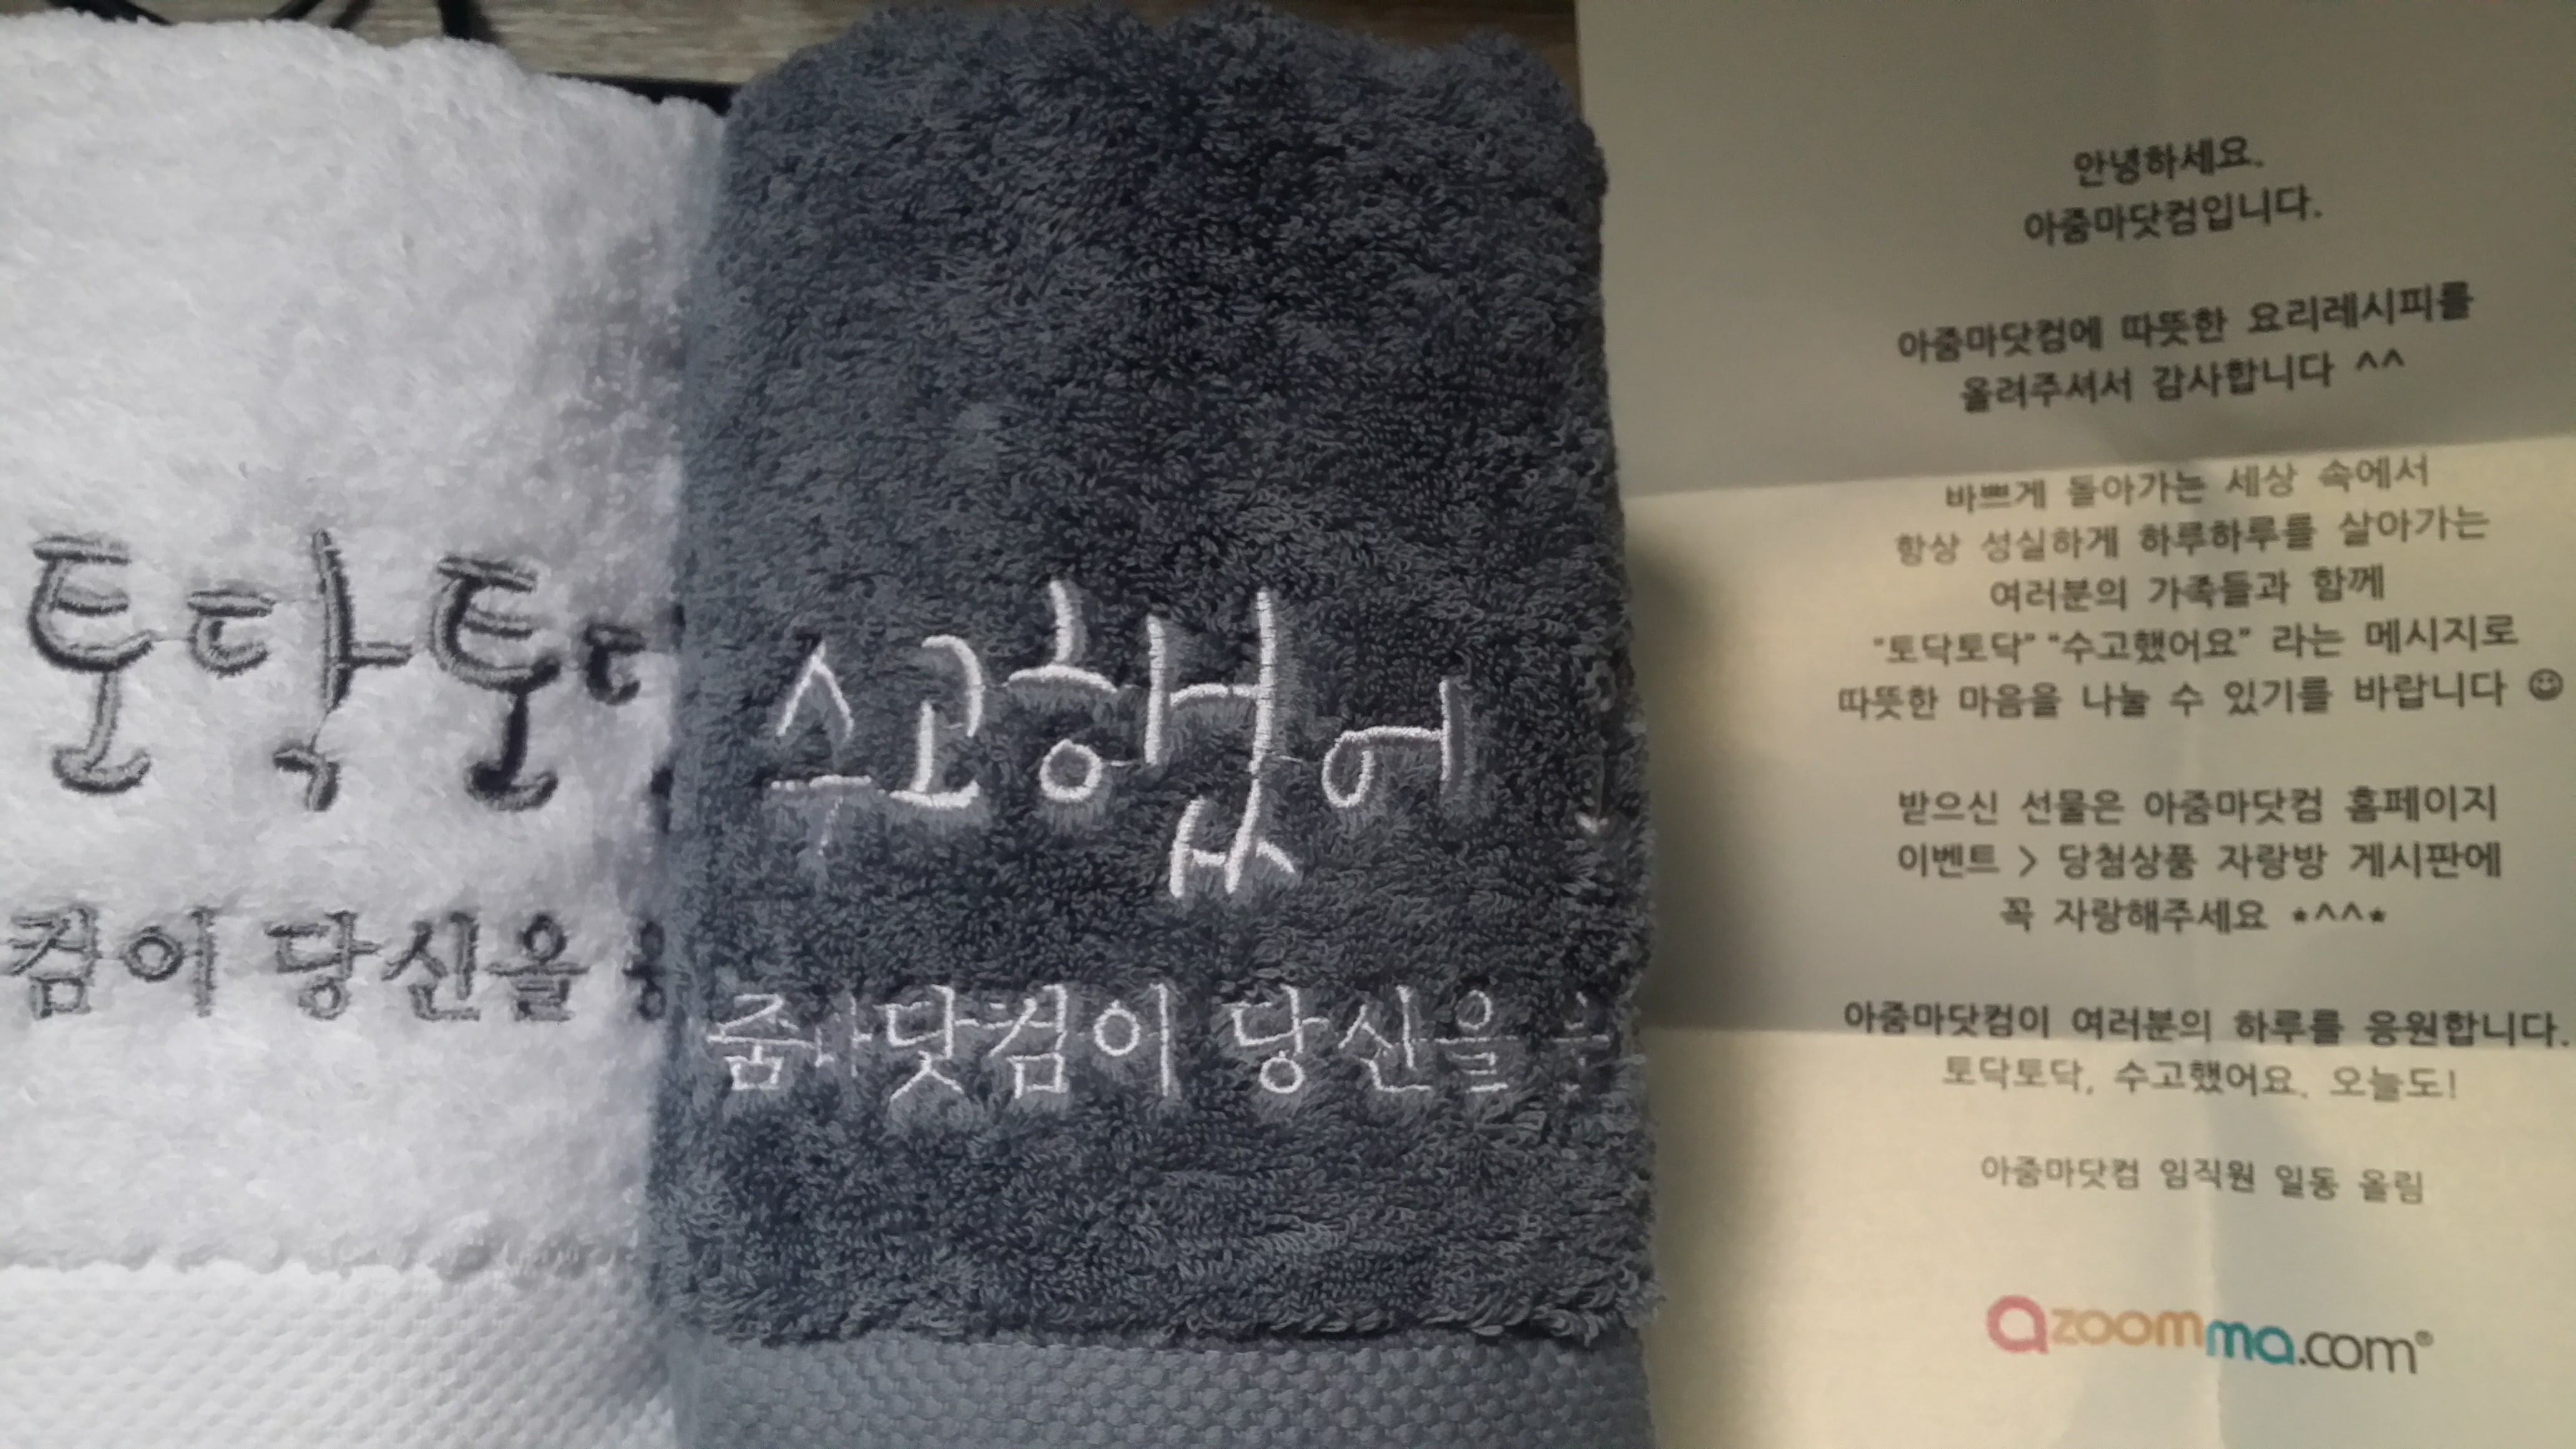 토닥토
컴이 당신을
수고했어
줌마닷컴이 당신을
안녕하세요.
아줌마닷컴입니다.
아줌마닷컴에 따뜻한 요리레시피를
올려주셔서 감사합니다 ^^
바쁘게 돌아가는 세상 속에서
항상 성실하게 하루하루를 살아가는
여러분의 가족들과 함께
"토닥토닥" "수고했어요" 라는 메시지로
따뜻한 마음을 나눌 수 있기를 바랍니다 ☺
받으신 선물은 아줌마닷컴 홈페이지
이벤트 > 당첨상품 자랑방 게시판에
꼭 자랑해주세요 *^^*
아줌마닷컴이 여러분의 하루를 응원합니다.
토닥토닥, 수고했어요. 오늘도!
아줌마닷컴 임직원 일동 올림
azoomma.com®